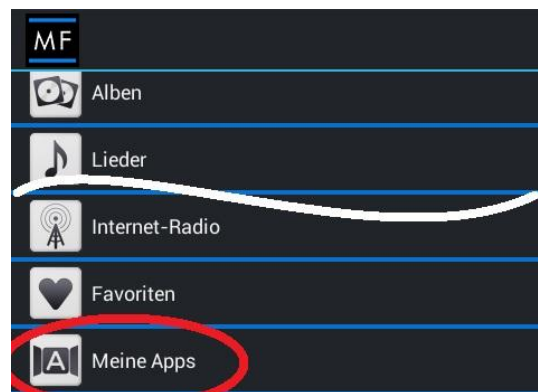 MF
Alben
Lieder
Internet-Radio
Favoriten
A Meine Apps